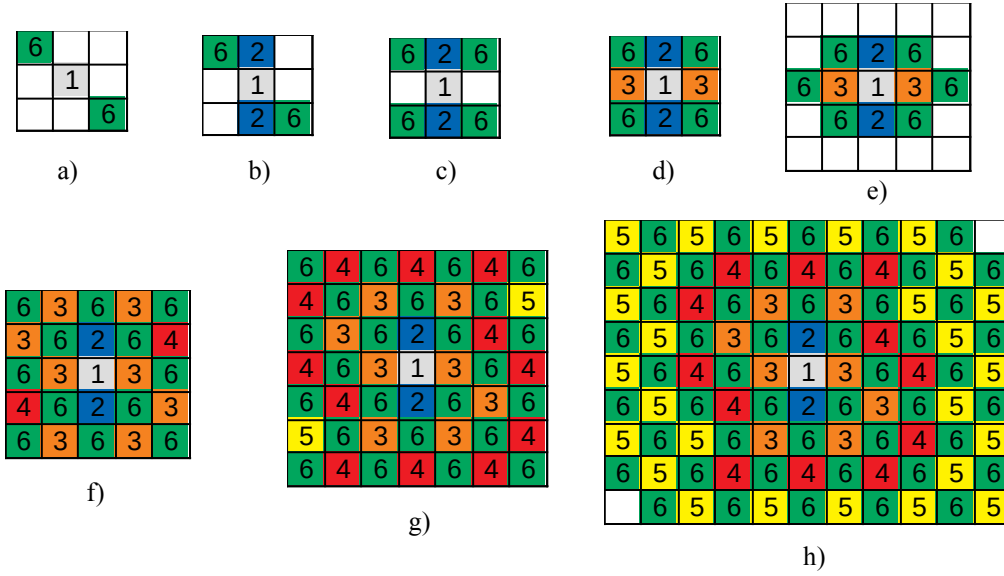 6
1
6
a)
6 2
1
2 6
b)
6 2 6
1
6 2 6
c)
6 2 6
3 1 3
6 2 6
d)
6 2 6
6 3 1 3 6
6 2 6
e)
6 3 6 3 6
3 6 2 6 4
6 3 1 3 6
4 6 2 6 3
6 3 6 3 6
f)
6 4 6 4 6 4 6
4 6 3 6 3 6 5
6 3 6 2 6 4 6
4 6 3 1 3 6 4
6 4 6 2 6 3 6
5 6 3 6 3 6 4
6 4 6 4 6 4 6
g)
5 6 5 6 5 6 5 6 5 6
6 5 6 4 6 4 6 4 6 5 6
5 6 4 6 3 6 3 6 5 6 5
6 5 6 3 6 2 6 4 6 5 6
5 6 4 6 3 1 3 6 4 6 5
6 5 6 4 6 2 6 3 6 5 6
5 6 5 6 3 6 3 6 4 6 5
6 5 6 4 6 4 6 4 6 5 6
6 5 6 5 6 5 6 5 6 5
h)